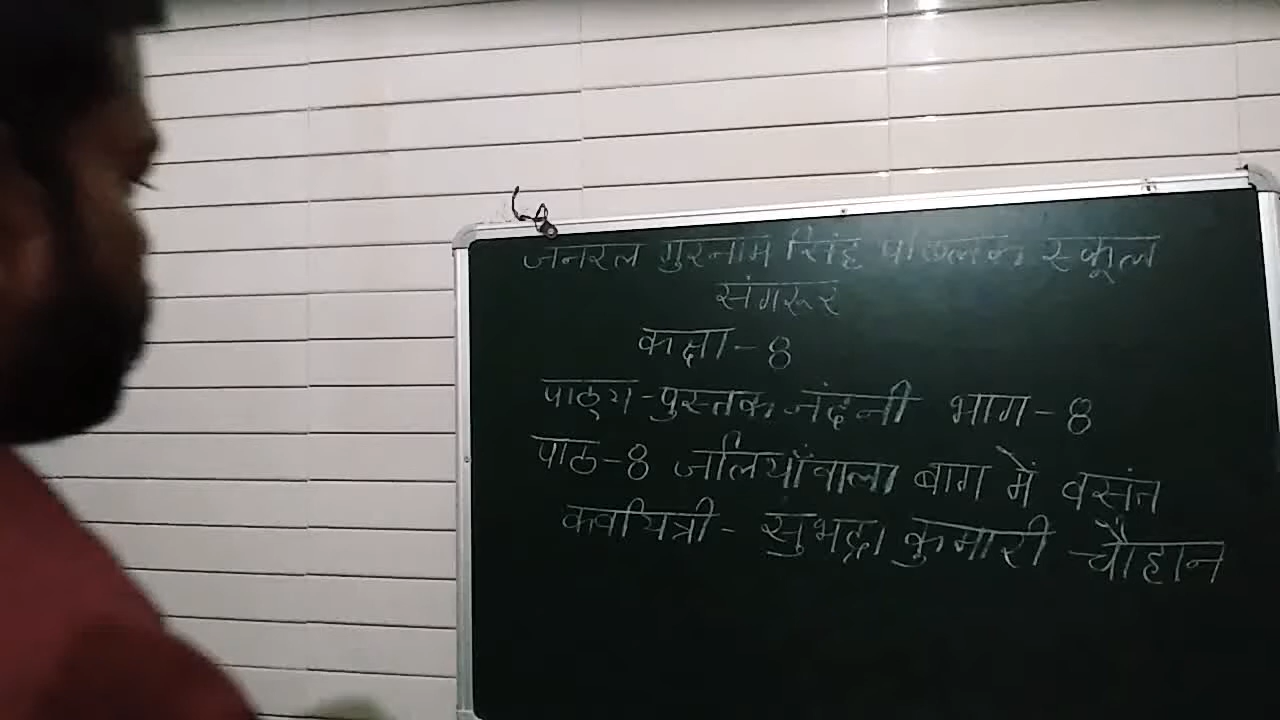 जनरल गुरनाम सिंह पब्लिक स्कूल
संगरूर
कक्षा-8
पाठ्य-पुस्तक नंदनी भाग-8
पाठ-8 जलियाँवाला बाग में वसंत
कवयित्री- सुभद्रा कुमारी चौहान